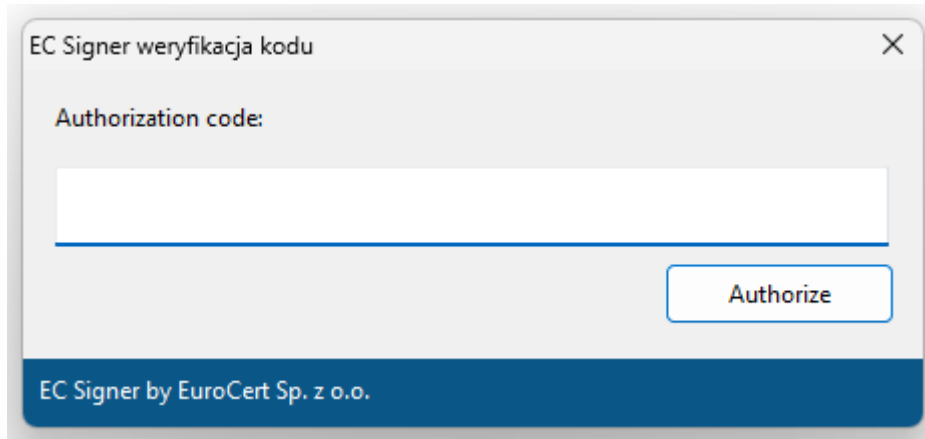 EC Signer weryfikacja kodu
Authorization code:
Authorize
EC Signer by EuroCert Sp. z o.o.